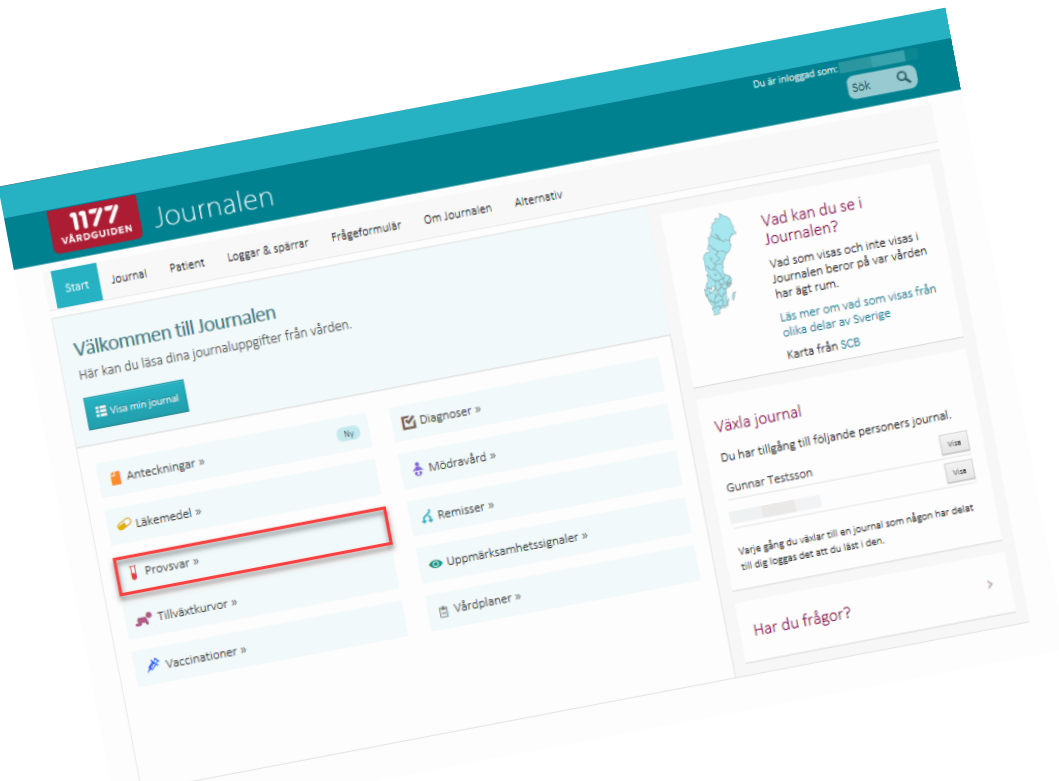 Du är inloggad som:
Sök
1177
VÅRDGUIDEN
Journalen
Start
Journal
Patient
Loggar & spärrar
Frågeformulär
Om Journalen
Alternativ
Välkommen till Journalen
Här kan du läsa dina journaluppgifter från vården.
Visa min journal
Anteckningar »
Ny
Läkemedel »
Provsvar »
Tillväxtkurvor »
Vaccinationer »
Diagnoser »
Mödravård »
Remisser »
Uppmärksamhetssignaler »
Vårdplaner »
Vad kan du se i
Journalen?
Vad som visas och inte visas i
Journalen beror på var vården
har ägt rum.
Läs mer om vad som visas från
olika delar av Sverige
Karta från SCB
Växla journal
Du har tillgång till följande personers journal.
Gunnar Testsson
Visa
Visa
Varje gång du växlar till en journal som någon har delat
till dig loggas det att du läst i den.
Har du frågor?